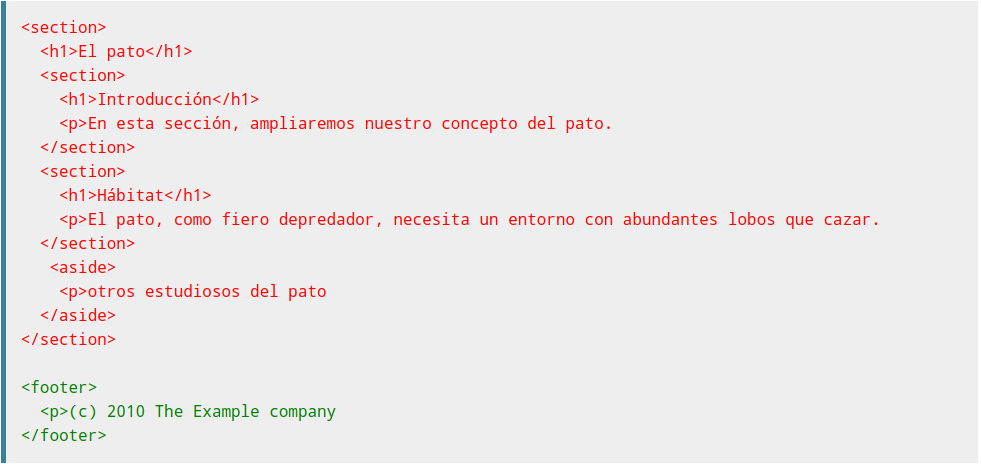 <section>
  <h1>El pato</h1>
  <section>
    <h1>Introducción</h1>
    <p>En esta sección, ampliaremos nuestro concepto del pato.
  </section>
  <section>
    <h1>Hábitat</h1>
    <p>El pato, como fiero depredador, necesita un entorno con abundantes lobos que cazar.
  </section>
   <aside>
    <p>otros estudiosos del pato
  </aside>
</section>

<footer>
  <p>(c) 2010 The Example company
</footer>